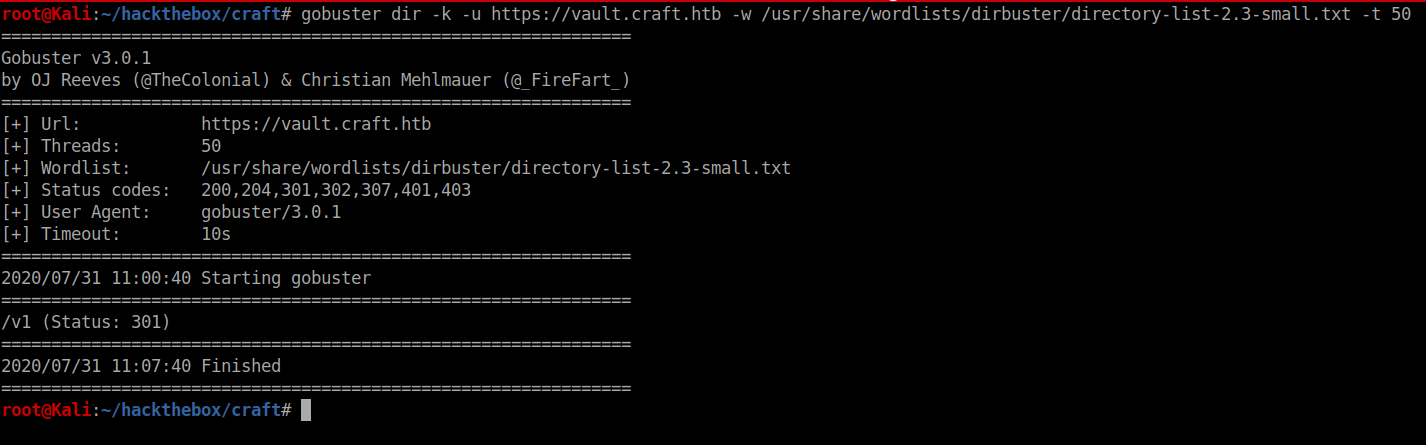 root@Kali:~/hackthebox/craft# gobuster dir -k -u https://vault.craft.htb -w /usr/share/wordlists/dirbuster/directory-list-2.3-small.txt -t 50
===============================================================
Gobuster v3.0.1
by OJ Reeves (@TheColonial) & Christian Mehlmauer (@_FireFart_)
===============================================================
[+] Url:            https://vault.craft.htb
[+] Threads:        50
[+] Wordlist:       /usr/share/wordlists/dirbuster/directory-list-2.3-small.txt
[+] Status codes:   200,204,301,302,307,401,403
[+] User Agent:     gobuster/3.0.1
[+] Timeout:        10s
===============================================================
2020/07/31 11:00:40 Starting gobuster
===============================================================
/v1 (Status: 301)
===============================================================
2020/07/31 11:07:40 Finished
===============================================================
root@Kali:~/hackthebox/craft#